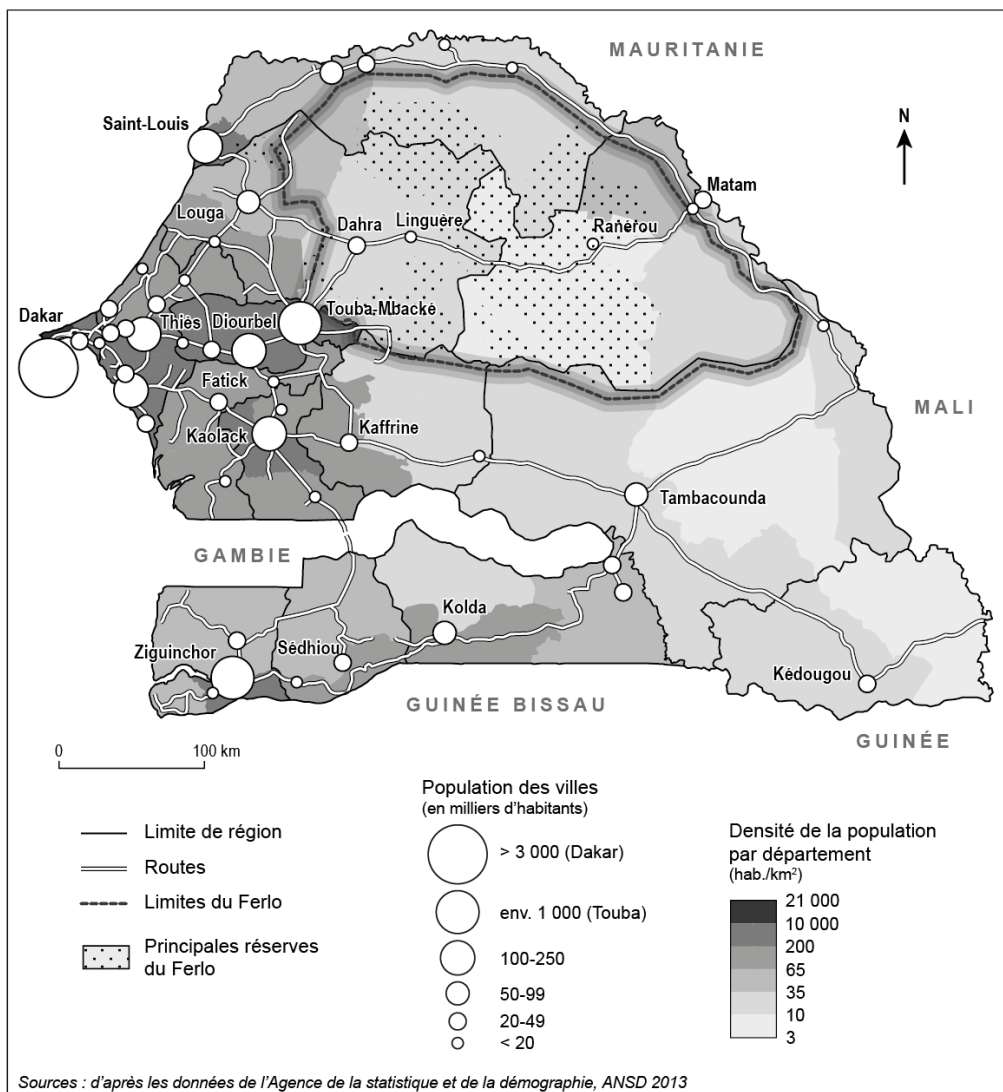 MAURITANIE
N
Saint-Louis
Matam
Louga
Dahra
Linguère
Ranérou
Dakar
Thiès
Diourbel
Touba-Mbacké
Fatick
Kaolack
Kaffrine
MALI
Tambacounda
GAMBIE
Kolda
Sédhiou
Ziguinchor
Kédougou
GUINÉE BISSAU
GUINÉE
0 100 km
Limite de région
Routes
Limites du Ferlo
Principales réserves
du Ferlo
Population des villes
(en milliers d'habitants)
> 3 000 (Dakar)
env. 1 000 (Touba)
100-250
50-99
20-49
< 20
Densité de la population
par département
(hab./km²)
21 000
10 000
200
65
35
10
3
Sources : d'après les données de l'Agence de la statistique et de la démographie, ANSD 2013